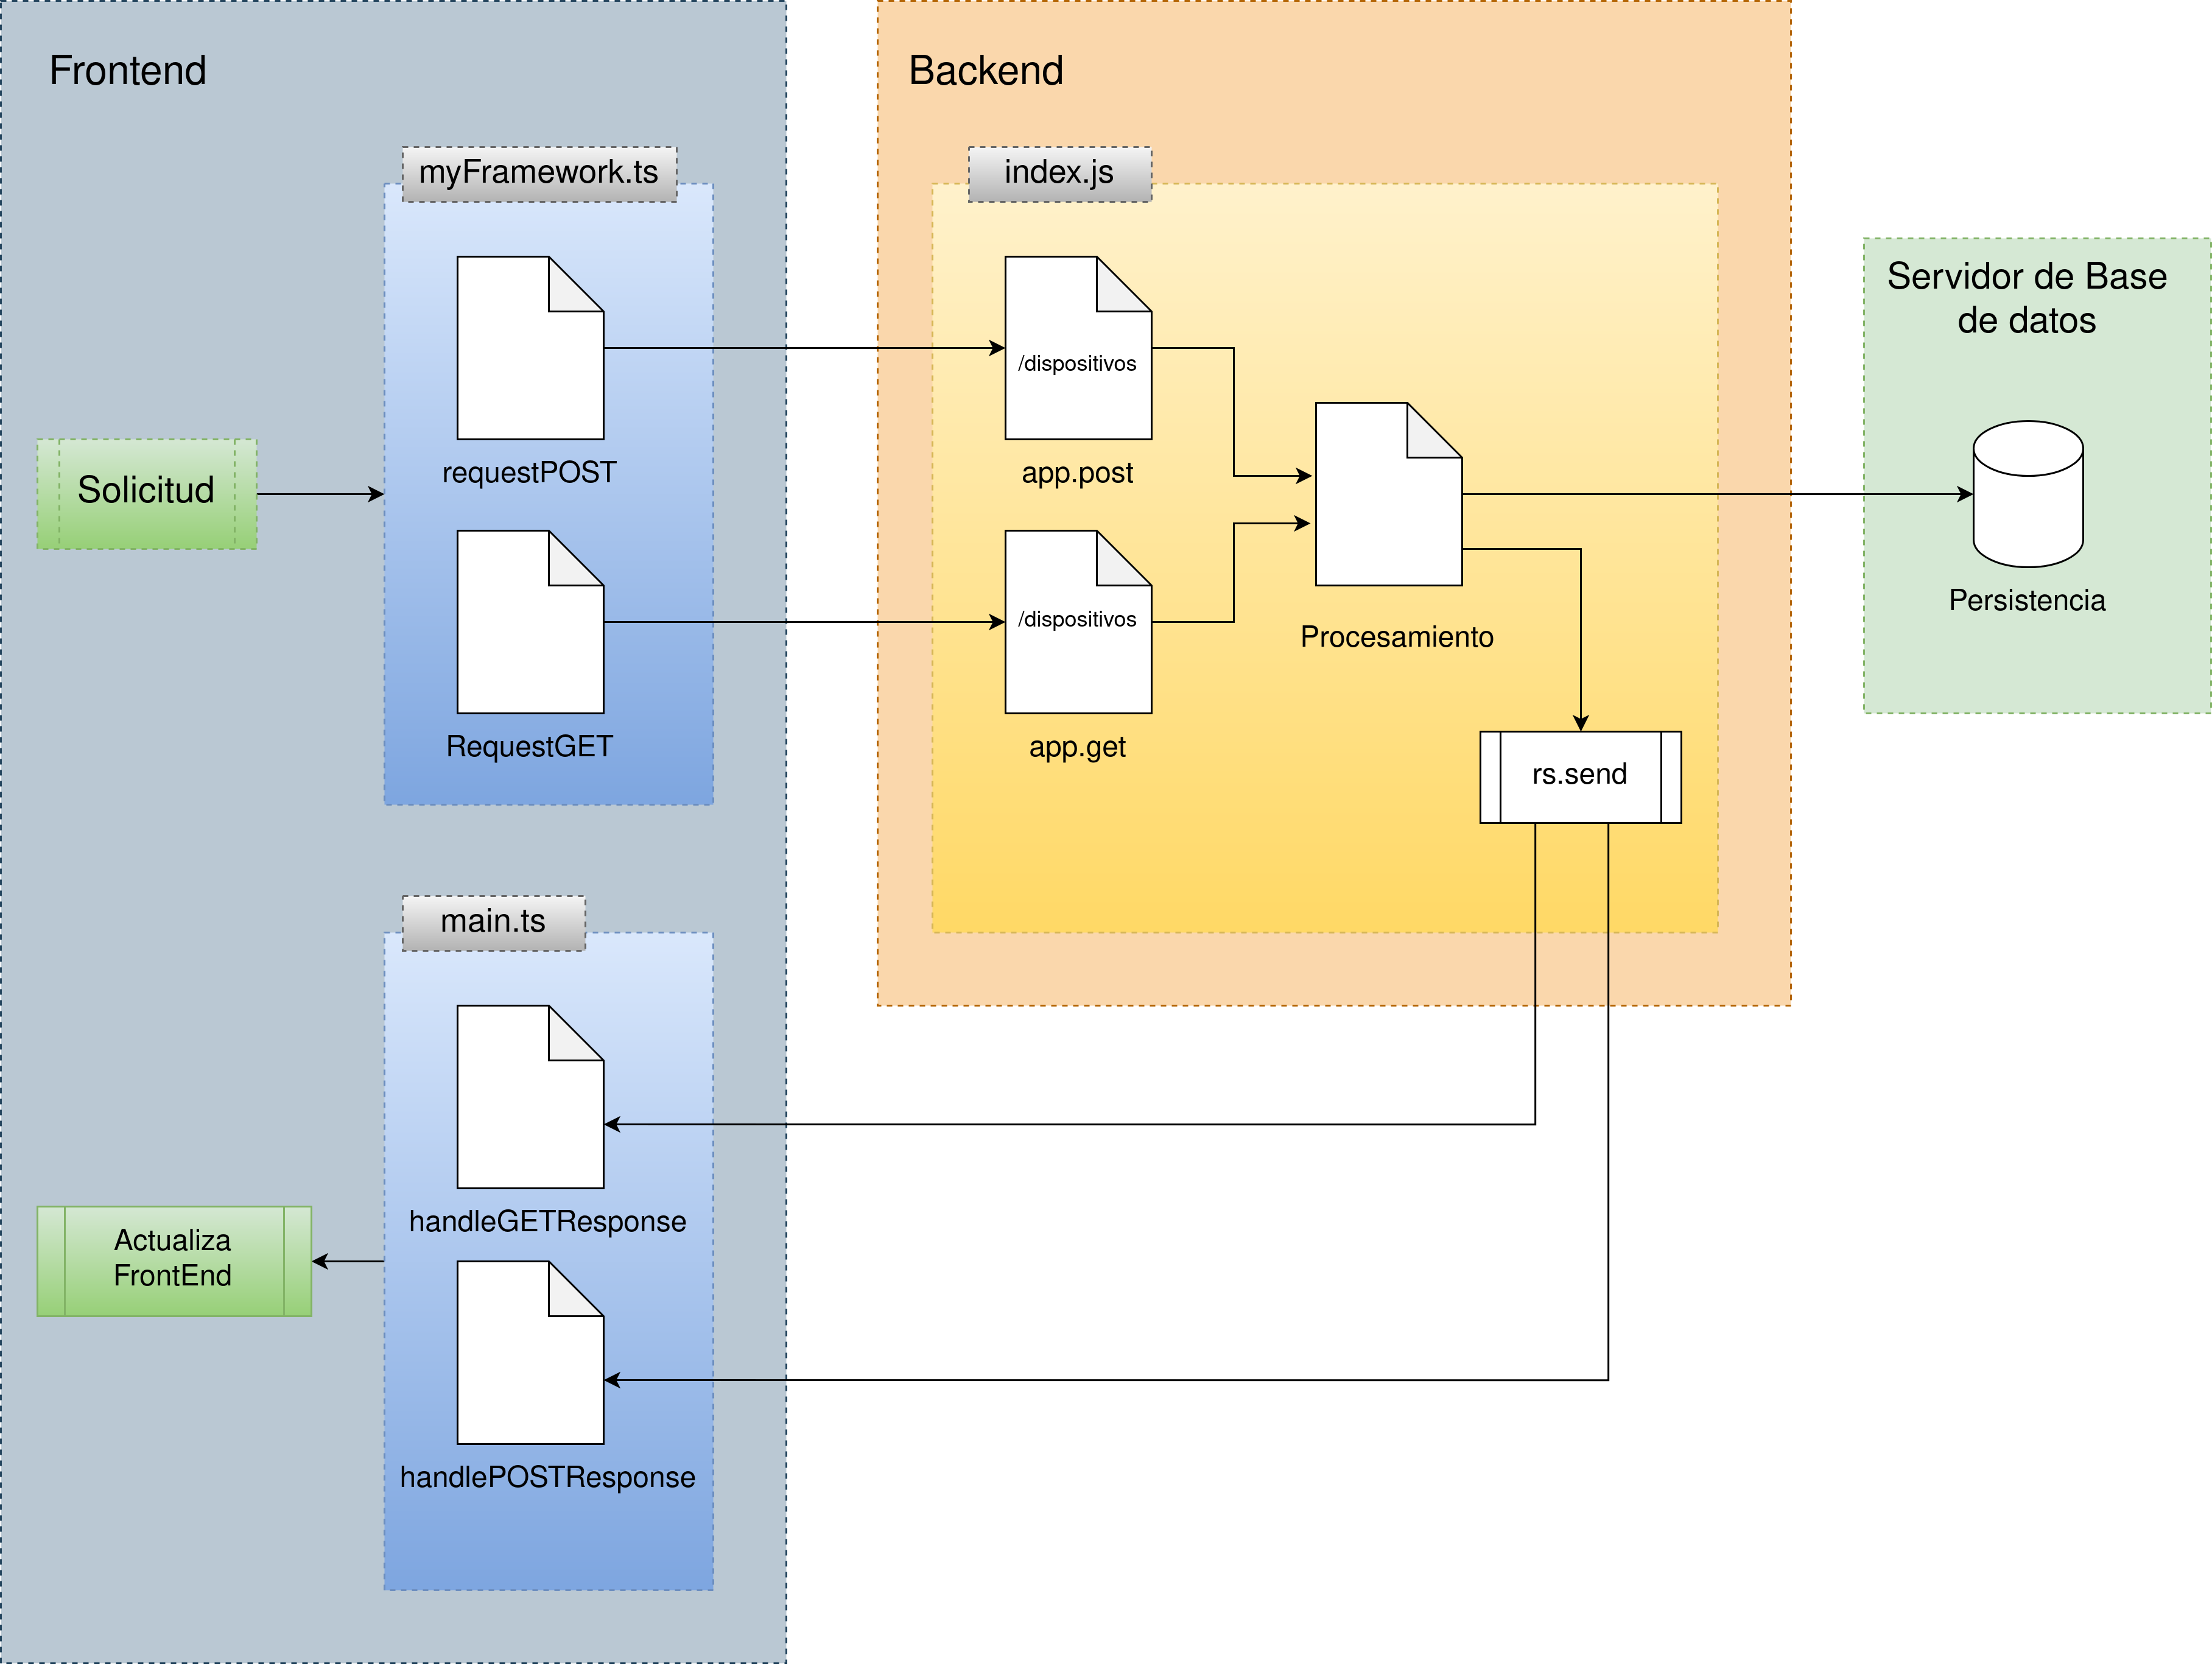 Frontend
myFramework.ts
requestPOST
Solicitud
RequestGET
main.ts
handleGETResponse
Actualiza
FrontEnd
handlePOSTResponse
Backend
index.js
/dispositivos
app.post
/dispositivos
app.get
Procesamiento
rs.send
Servidor de Base
de datos
Persistencia